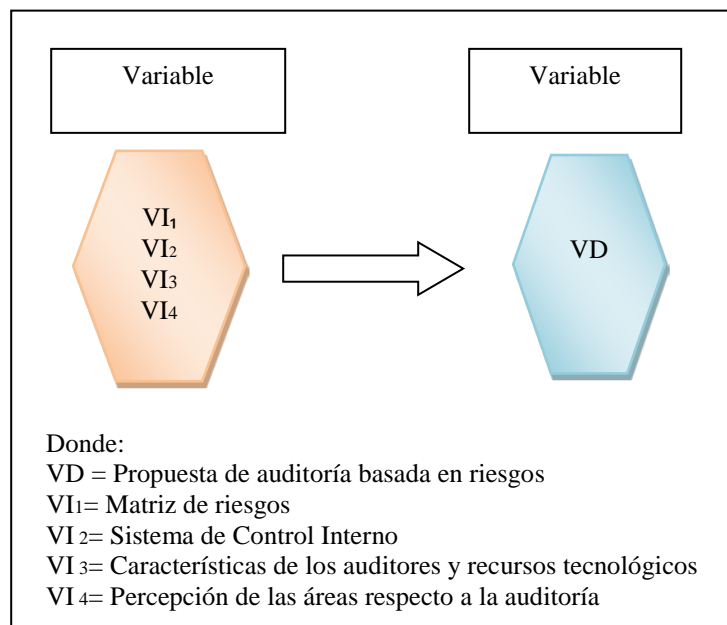 Variable
Variable
VI₁
VI₂
VI₃
VI₄
VD
Donde:
VD = Propuesta de auditoría basada en riesgos
VI₁= Matriz de riesgos
VI ₂= Sistema de Control Interno
VI ₃= Características de los auditores y recursos tecnológicos
VI ₄= Percepción de las áreas respecto a la auditoría